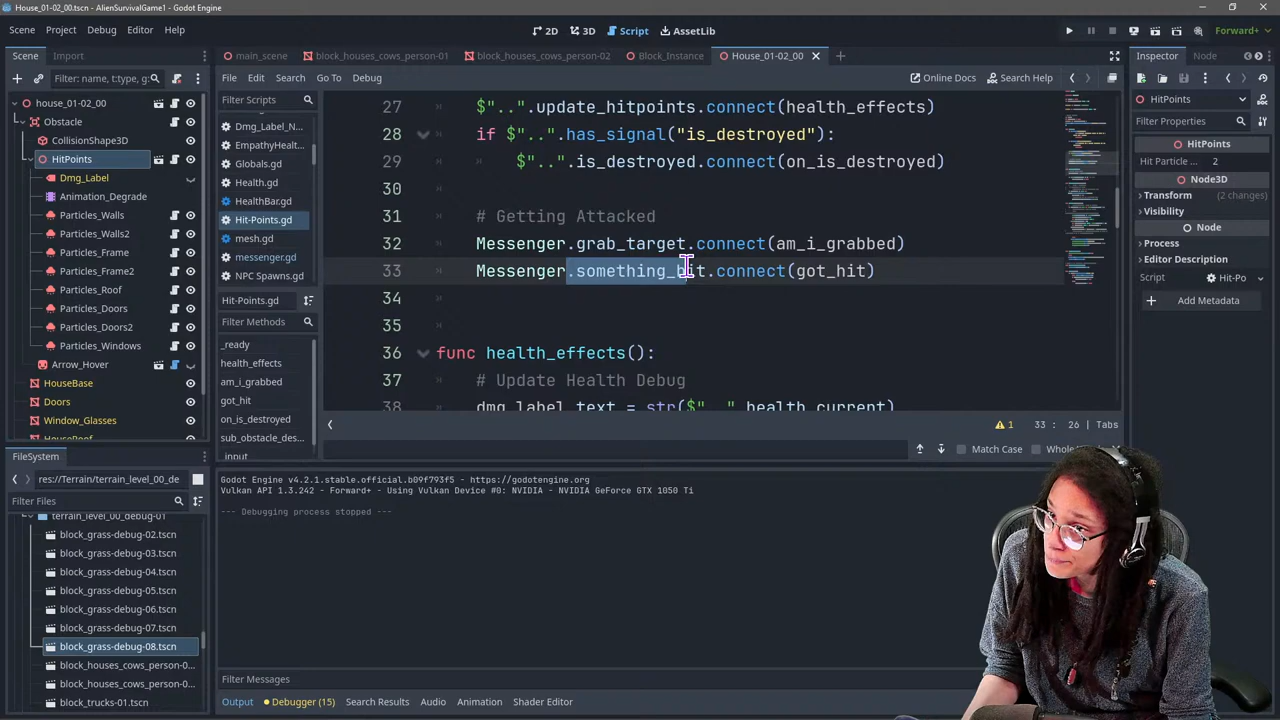 House_01-02_00.tscn - AlienSurvivalGame1 - Godot Engine
Scene Project Debug Editor Help
2D 3D Script AssetLib
Forward+
Scene Import
main_scene block_houses_cows_person-01 block_houses_cows_person-02 Block_Instance House_01-02_00
Inspector Node
Filter: name, t:type, g:
File Edit Search Go To Debug
Online Docs Search Help
house_01-02_00
Obstacle
CollisionShape3D
HitPoints
Dmg_Label
Animation_Degrade
Particles_Walls
Particles_Walls2
Particles_Frame
Particles_Frame2
Particles_Doors
Particles_Doors2
Particles_Windows
Arrow_Hover
HouseBase
Doors
Window_Glasses
HouseRoof
Filter Scripts
Dmg_Label_N...
EmpathyHealt...
Globals.gd
Health.gd
HealthBar.gd
Hit-Points.gd
mesh.gd
messenger.gd
NPC Spawns.gd
Hit-Points.gd
Filter Methods
_ready
health_effects
am_i_grabbed
got_hit
on_is_destroyed
sub_obstacle_des...
_input
27 $"..".update_hitpoints.connect(health_effects)
28 if $"..".has_signal("is_destroyed"):
29 $"..".is_destroyed.connect(on_is_destroyed)
30
31 # Getting Attacked
32 Messenger.grab_target.connect(am_i_grabbed)
33 Messenger.something_hit.connect(got_hit)
34
35
36 func health_effects():
37 # Update Health Debug
38 dmg_label.text = str($"..".health_current)
1 33 : 26 | Tabs
Match Case Whole
HitPoints
Filter Properties
HitPoints
Hit Particle ... 2
Node3D
Transform (2 changes)
Visibility
Node
Process
Editor Description
Script Hit-Po
Add Metadata
FileSystem
res://Terrain/terrain_level_00_de
Filter Files
terrain_level_00_debug-01
block_grass-debug-02.tscn
block_grass-debug-03.tscn
block_grass-debug-04.tscn
block_grass-debug-05.tscn
block_grass-debug-06.tscn
block_grass-debug-07.tscn
block_grass-debug-08.tscn
block_houses_cows_person-0...
block_houses_cows_person-0...
block_trucks-01.tscn
Godot Engine v4.2.1.stable.official.b09f793f5 - https://godotengine.org
Vulkan API 1.3.242 - Forward+ - Using Vulkan Device #0: NVIDIA - NVIDIA GeForce GTX 1050 Ti
--- Debugging process stopped ---
Filter Messages
Output Debugger (15) Search Results Audio Animation Shader Editor